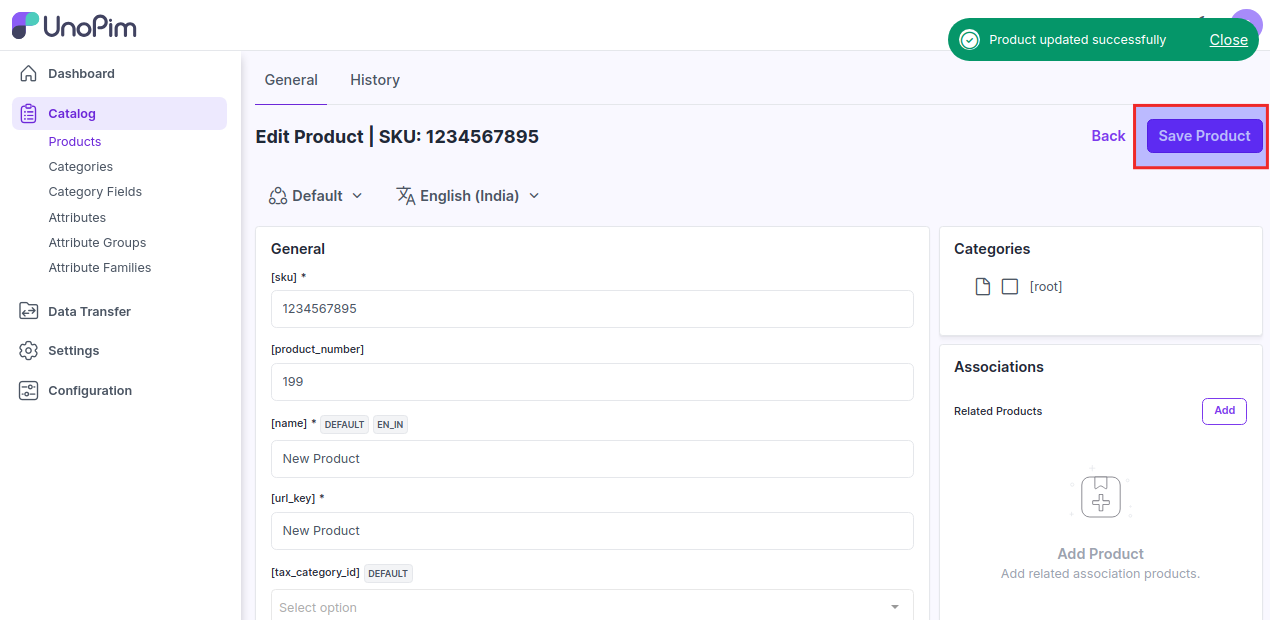 UnoPim
Product updated successfully Close
Dashboard
Catalog
Products
Categories
Category Fields
Attributes
Attribute Groups
Attribute Families
Data Transfer
Settings
Configuration
General History
Edit Product | SKU: 1234567895
Back Save Product
Default English (India)
General
[sku] *
1234567895
[product_number]
199
[name] * DEFAULT EN_IN
New Product
[url_key] *
New Product
[tax_category_id] DEFAULT
Select option
Categories
[root]
Associations
Related Products Add
Add Product
Add related association products.